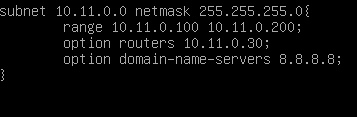 subnet 10.11.0.0 netmask 255.255.255.0{
        range 10.11.0.100 10.11.0.200;
        option routers 10.11.0.30;
        option domain-name-servers 8.8.8.8;
}